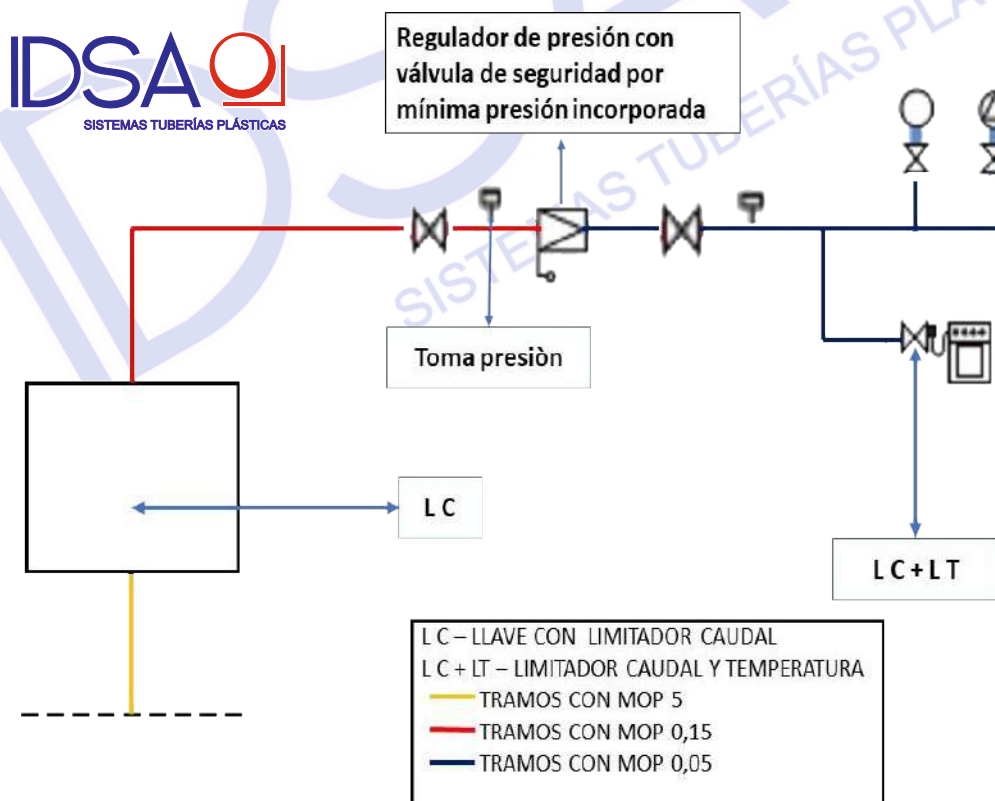 IDSA
SISTEMAS TUBERÍAS PLÁSTICAS
Regulador de presión con
válvula de seguridad por
mínima presión incorporada
SISTEMAS TUBERÍAS PLA
Toma presiòn
L C
L C + L T
L C – LLAVE CON LIMITADOR CAUDAL
L C + LT – LIMITADOR CAUDAL Y TEMPERATURA
TRAMOS CON MOP 5
TRAMOS CON MOP 0,15
TRAMOS CON MOP 0,05